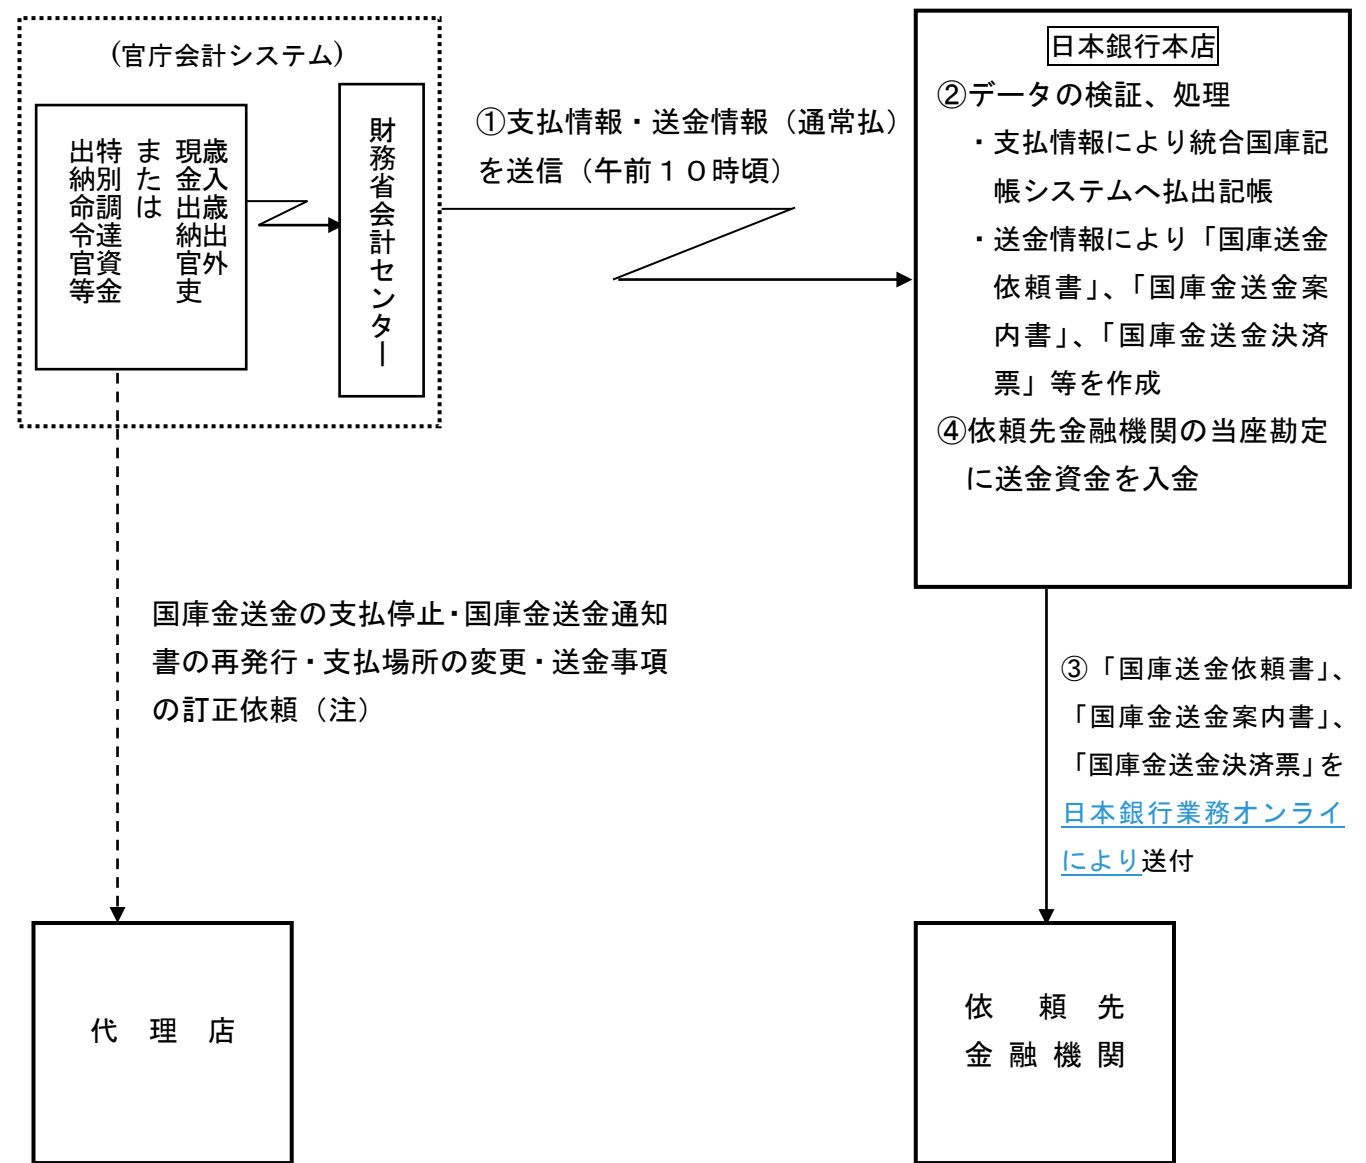 (官庁会計システム)
歳入歳出外
現金出納官吏
または
特別調達資金
出納命令官等
財務省会計センター
①支払情報・送金情報（通常払）
を送信（午前１０時頃）
日本銀行本店
②データの検証、処理
・支払情報により統合国庫記
帳システムへ払出記帳
・送金情報により「国庫送金
依頼書」、「国庫金送金案
内書」、「国庫金送金決済
票」等を作成
④依頼先金融機関の当座勘定
に送金資金を入金
国庫金送金の支払停止・国庫金送金通知
書の再発行・支払場所の変更・送金事項
の訂正依頼（注）
③「国庫送金依頼書」、
「国庫金送金案内書」、
「国庫金送金決済票」を
日本銀行業務オンライ
により送付
代理店
依頼先
金融機関